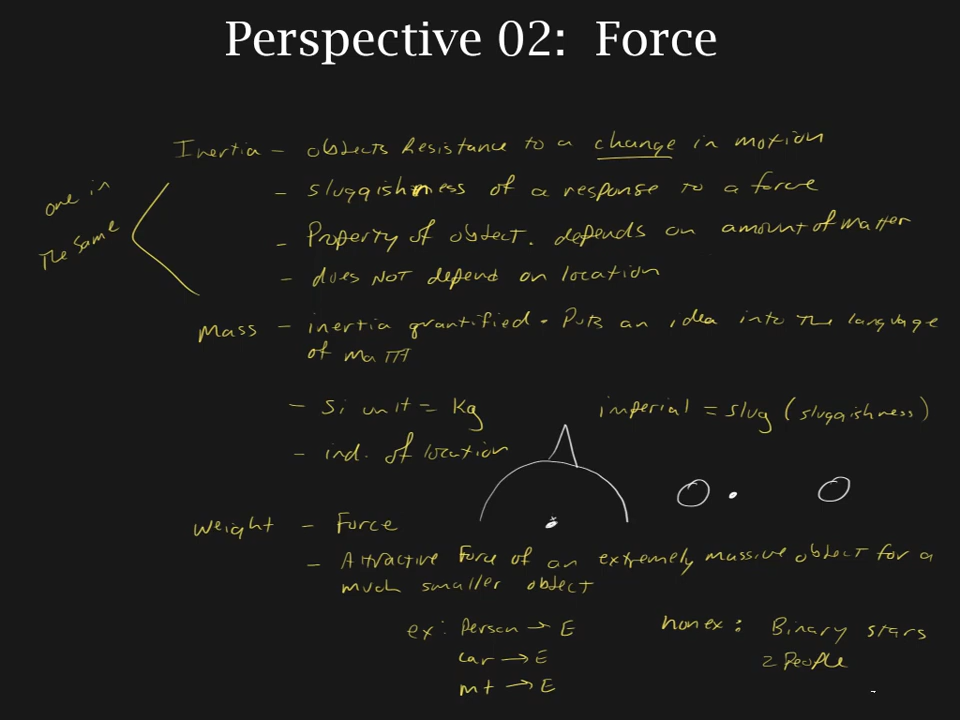 Perspective 02: Force
Inertia - objects Resistance to a change in motion
- sluggishness of a response to a force
one in
The same
- Property of object. depends on amount of matter
- does NOT depend on location
Mass - inertia quantified - Puts an idea into the language
of maTH
- Si unit = Kg
imperial = slug (sluggishness)
- ind. of location
Weight - Force
- Attractive Force of an extremely massive object for a
much smaller object
ex: Person → E
car → E
mt → E
nonex: Binary stars
2 People